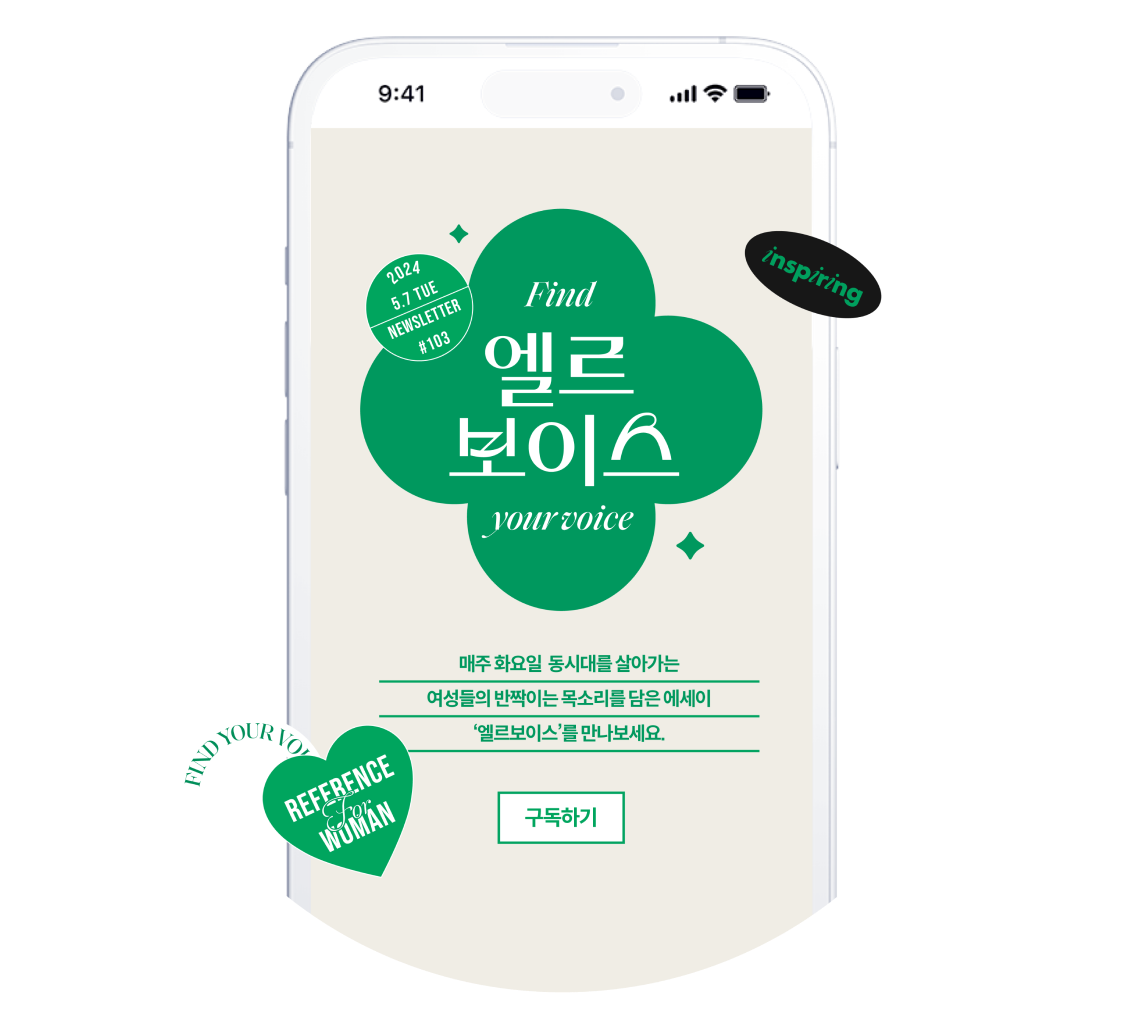 9:41
2024
5.7 TUE
NEWSLETTER
#103
inspiring
Find
엘르
보이스
your voice
매주 화요일 동시대를 살아가는
여성들의 반짝이는 목소리를 담은 에세이
‘엘르보이스’를 만나보세요.
FIND YOUR
REFERENCE
For
WOMAN
구독하기